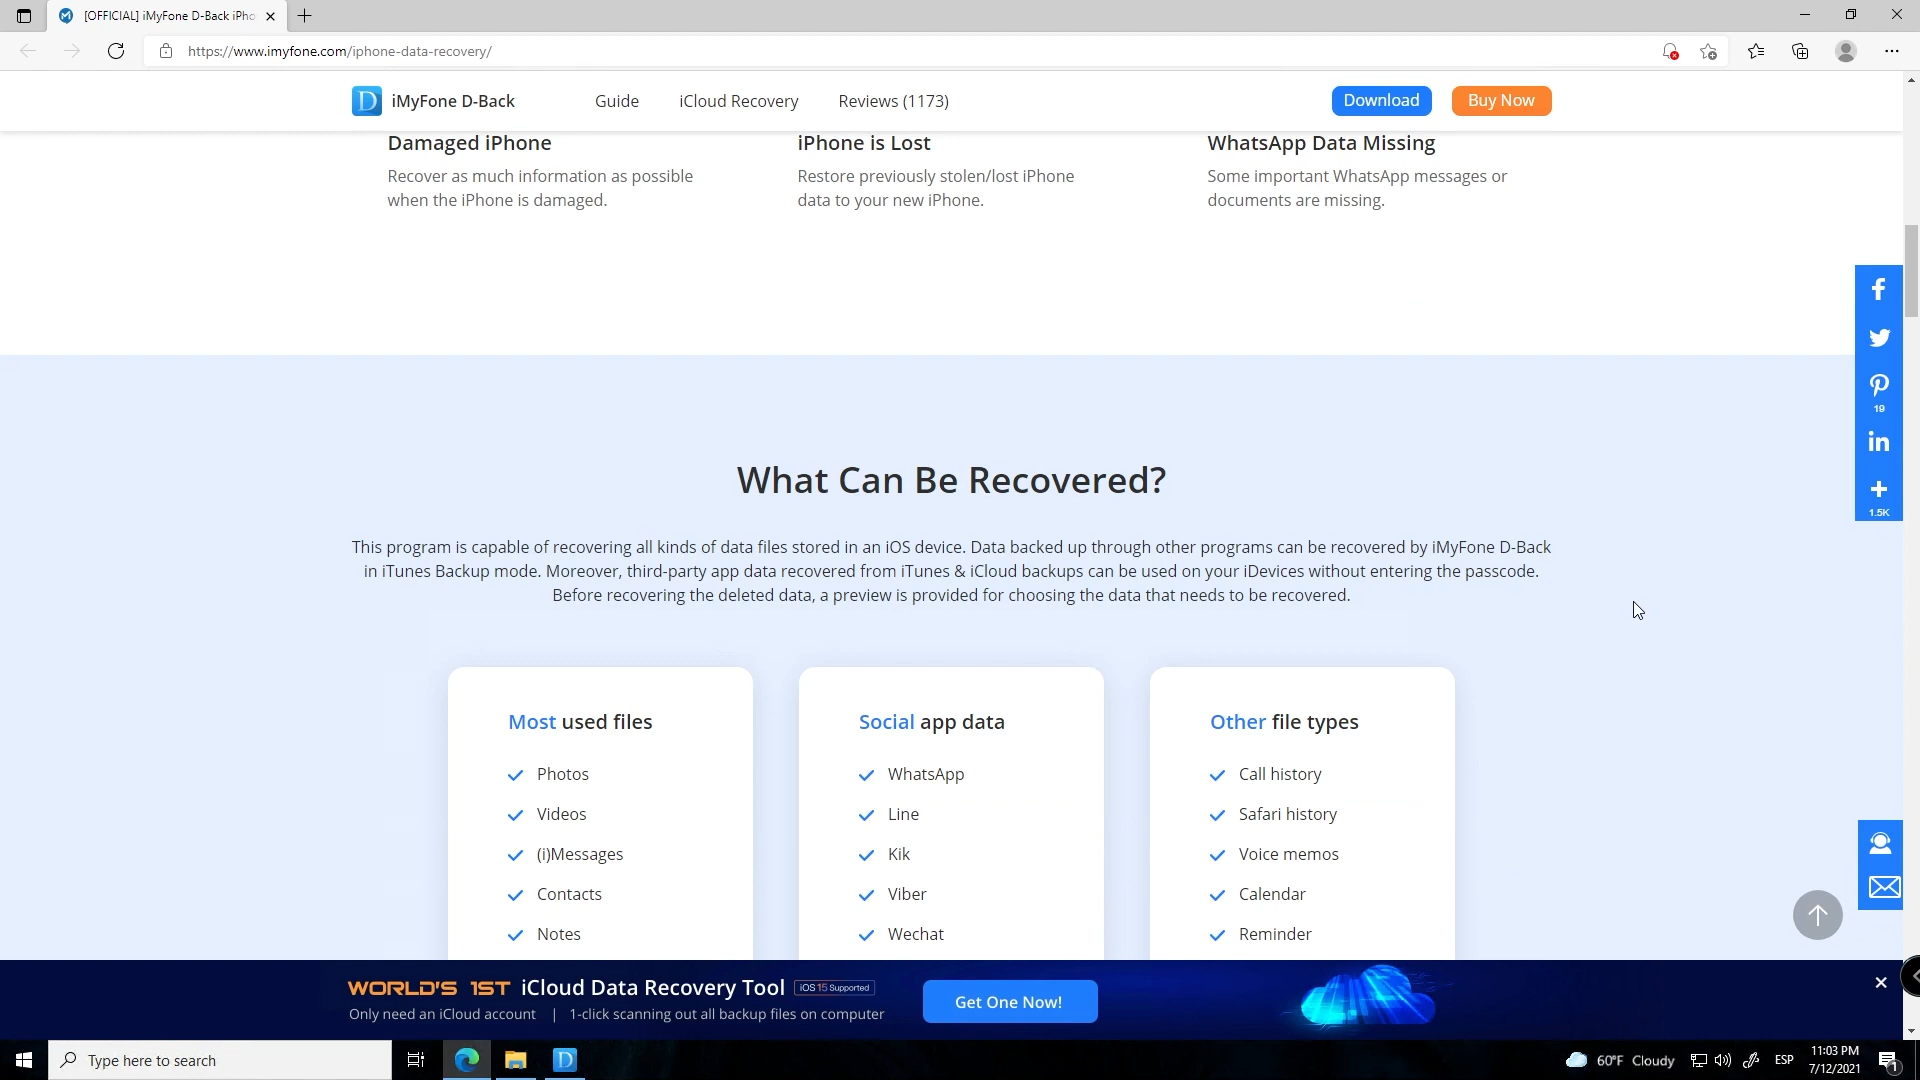 [OFFICIAL] iMyFone D-Back iPho
https://www.imyfone.com/iphone-data-recovery/
D iMyFone D-Back
Guide
iCloud Recovery
Reviews (1173)
Download
Buy Now
Damaged iPhone
Recover as much information as possible
when the iPhone is damaged.
iPhone is Lost
Restore previously stolen/lost iPhone
data to your new iPhone.
WhatsApp Data Missing
Some important WhatsApp messages or
documents are missing.
19
1.5K
What Can Be Recovered?
This program is capable of recovering all kinds of data files stored in an iOS device. Data backed up through other programs can be recovered by iMyFone D-Back
in iTunes Backup mode. Moreover, third-party app data recovered from iTunes & iCloud backups can be used on your iDevices without entering the passcode.
Before recovering the deleted data, a preview is provided for choosing the data that needs to be recovered.
Most used files
Photos
Videos
(i)Messages
Contacts
Notes
Social app data
WhatsApp
Line
Kik
Viber
Wechat
Other file types
Call history
Safari history
Voice memos
Calendar
Reminder
WORLD'S 1ST iCloud Data Recovery Tool iOS 15 Supported
Only need an iCloud account | 1-click scanning out all backup files on computer
Get One Now!
Type here to search
D
60°F Cloudy
ESP
11:03 PM
7/12/2021
1